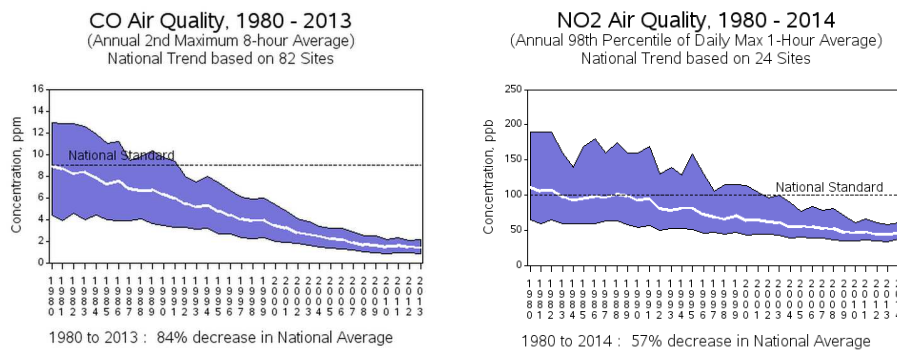 CO Air Quality, 1980 - 2013
(Annual 2nd Maximum 8-hour Average)
National Trend based on 82 Sites
Concentration, ppm
16
14
12
10
8
6
4
2
0
National Standard
1980 to 2013 : 84% decrease in National Average
NO2 Air Quality, 1980 - 2014
(Annual 98th Percentile of Daily Max 1-Hour Average)
National Trend based on 24 Sites
Concentration, ppb
250
200
150
100
50
0
National Standard
1980 to 2014 : 57% decrease in National Average